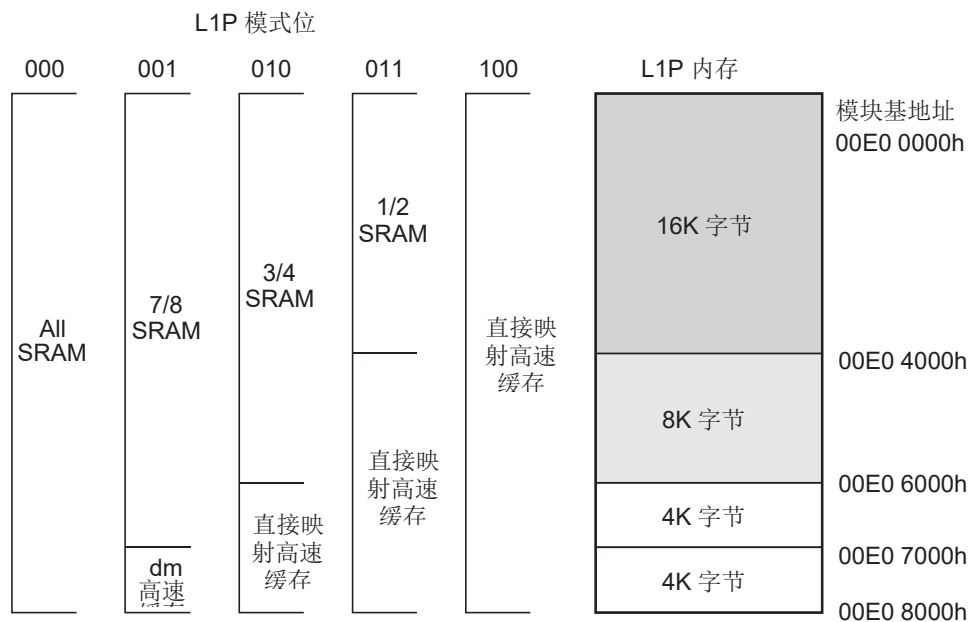 L1P 模式位
000 001 010 011 100 L1P 内存
模块基地址
00E0 0000h
16K 字节
1/2
SRAM
3/4
SRAM
7/8
SRAM
All
SRAM
直接映
射高速
缓存
00E0 4000h
8K 字节
直接映
射高速
缓存
00E0 6000h
4K 字节
直接映
射高速
缓存
00E0 7000h
dm
高速
4K 字节
00E0 8000h